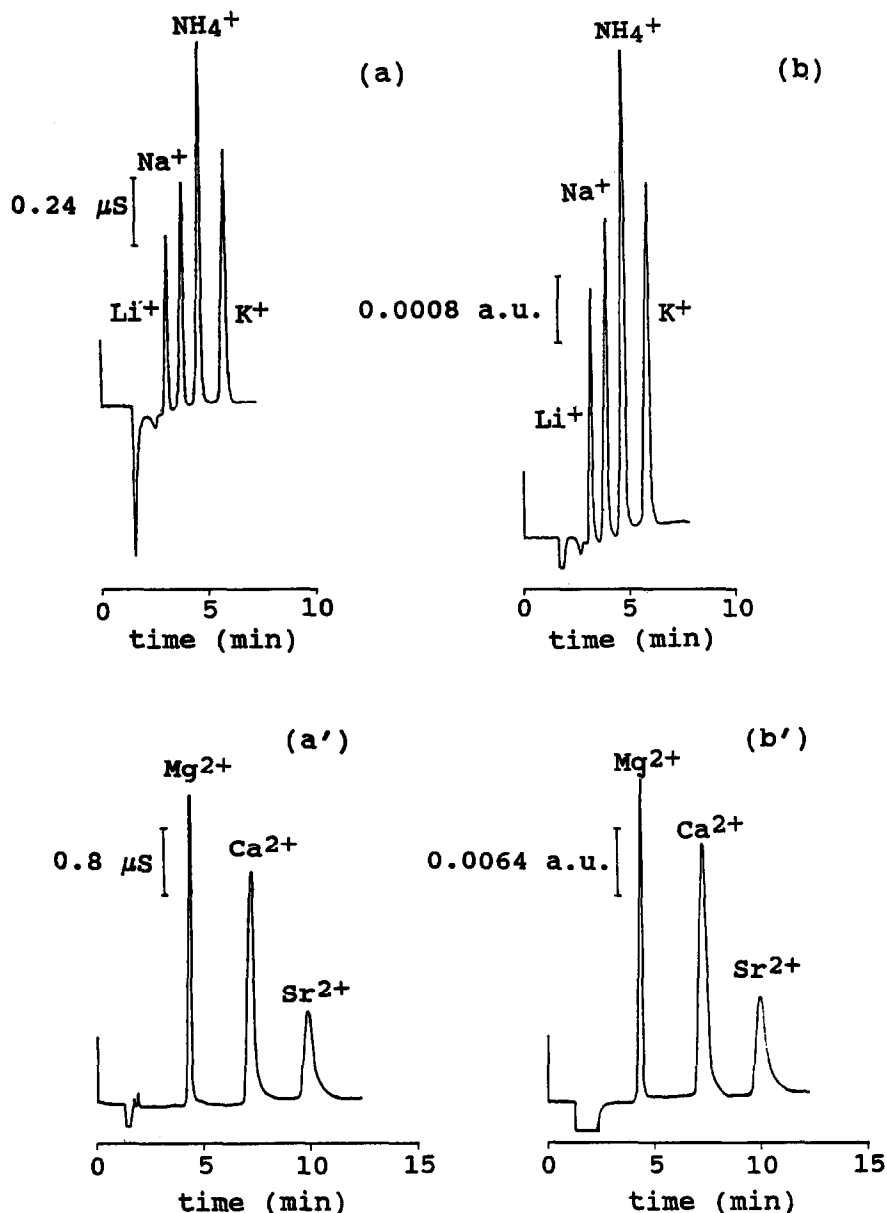 NH4+
(a)
Na+
0.24 μS
Li+
K+
0 5 10
time (min)
NH4+
(b)
Na+
0.0008 a.u.
K+
Li+
0 5 10
time (min)
(a′)
Mg2+
Ca2+
0.8 μS
Sr2+
0 5 10 15
time (min)
(b′)
Mg2+
Ca2+
0.0064 a.u.
Sr2+
0 5 10 15
time (min)